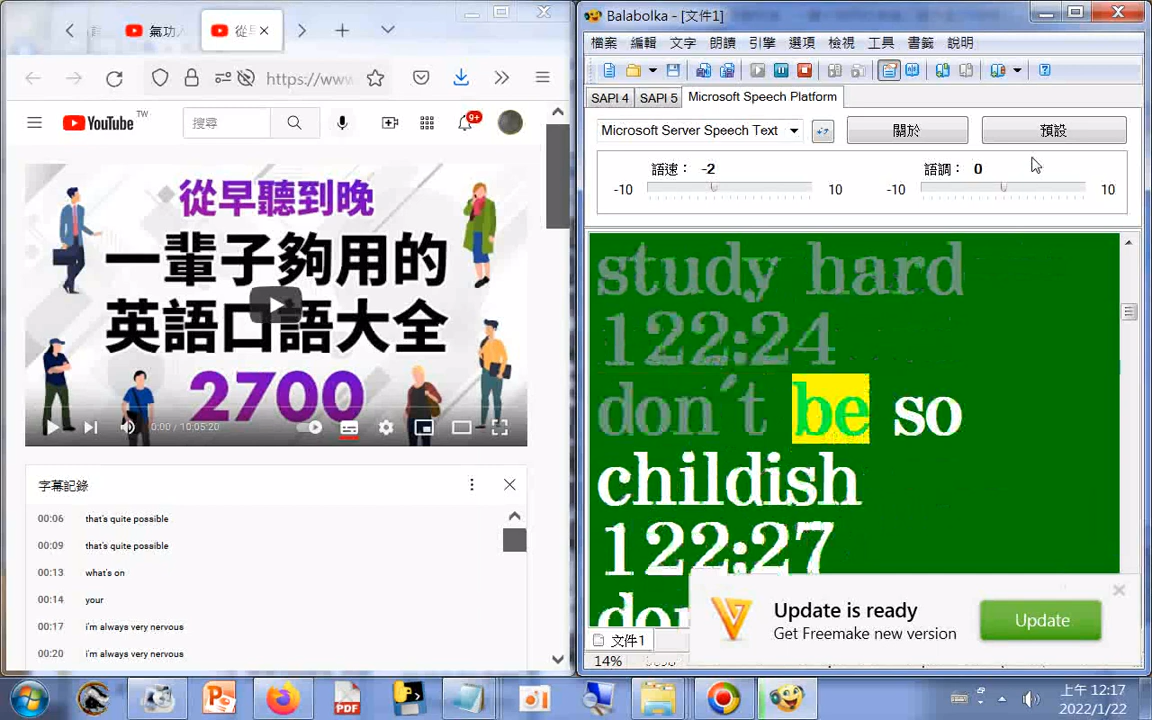 氣功
從
https://www
YouTube TW
搜尋
9+
從早聽到晚
一輩子夠用的
英語口語大全
2700
0:00 / 10:05:20
字幕記錄
00:06 that's quite possible
00:09 that's quite possible
00:13 what's on
00:14 your
00:17 i'm always very nervous
00:20 i'm always very nervous
Balabolka - [文件1]
檔案 編輯 文字 朗讀 引擎 選項 檢視 工具 書籤 說明
SAPI 4 SAPI 5 Microsoft Speech Platform
Microsoft Server Speech Text 關於 預設
語速： -2 語調： 0
-10 10 -10 10
study hard
122:24
don´t be so
childish
122:27
don
Update is ready
Get Freemake new version
Update
文件1
14%
PDF
上午 12:17
2022/1/22